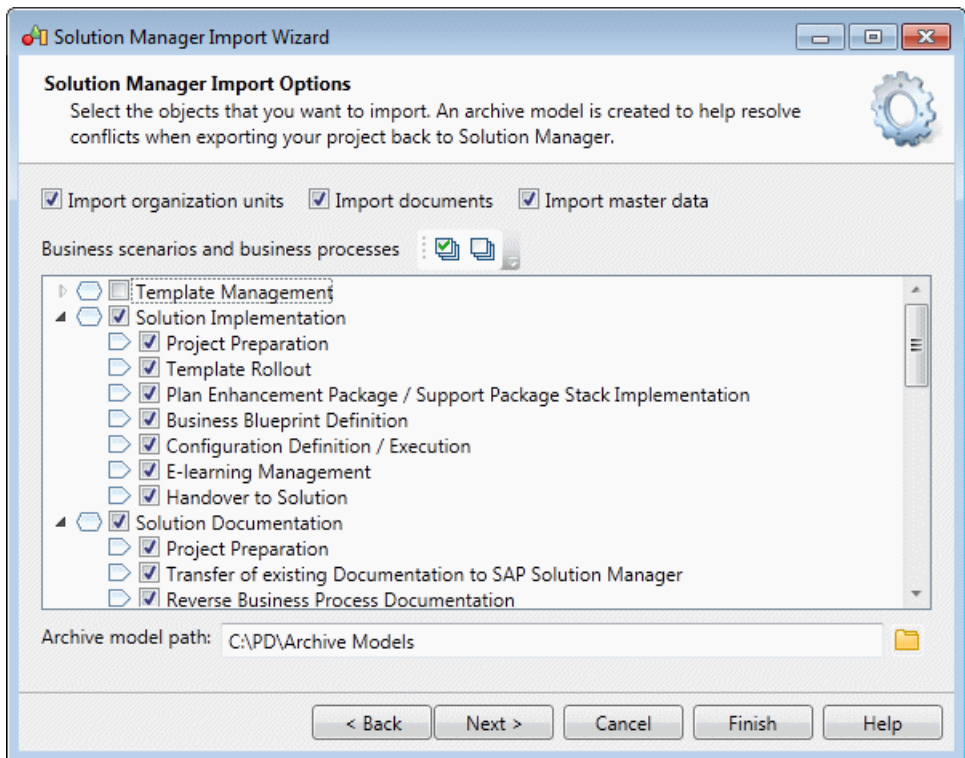 Solution Manager Import Wizard
Solution Manager Import Options
Select the objects that you want to import. An archive model is created to help resolve
conflicts when exporting your project back to Solution Manager.
Import organization units Import documents Import master data
Business scenarios and business processes
Template Management
Solution Implementation
Project Preparation
Template Rollout
Plan Enhancement Package / Support Package Stack Implementation
Business Blueprint Definition
Configuration Definition / Execution
E-learning Management
Handover to Solution
Solution Documentation
Project Preparation
Transfer of existing Documentation to SAP Solution Manager
Reverse Business Process Documentation
Archive model path: C:\PD\Archive Models
< Back Next > Cancel Finish Help